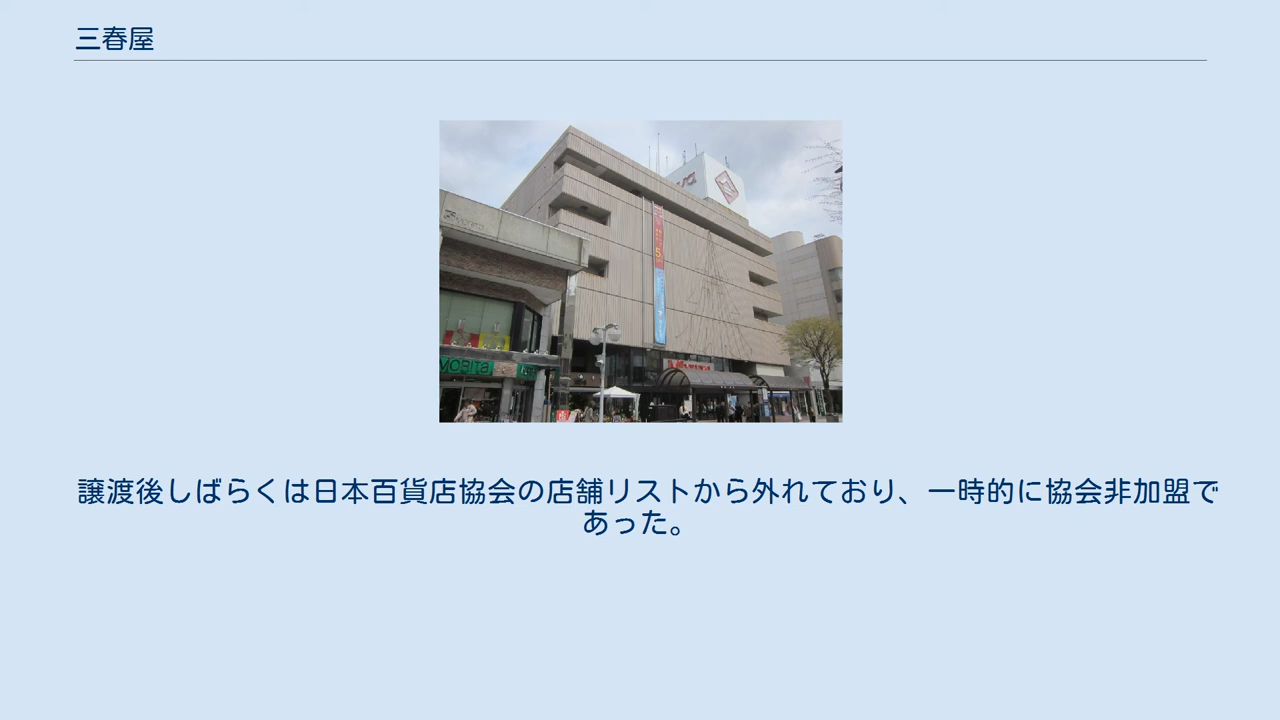 三春屋
MORITA
譲渡後しばらくは日本百貨店協会の店舗リストから外れており、一時的に協会非加盟で
あった。